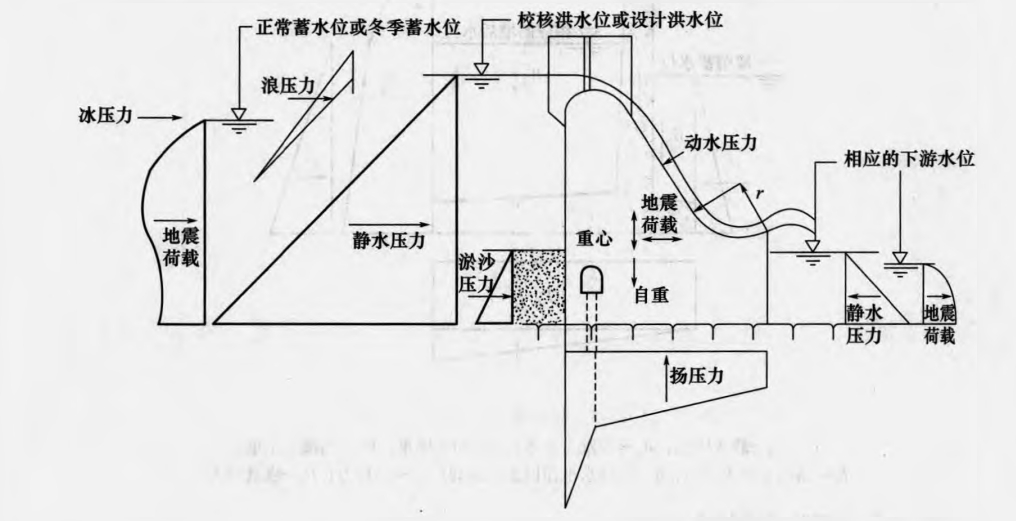 正常蓄水位或冬季蓄水位
校核洪水位或设计洪水位
浪压力
冰压力
动水压力
相应的下游水位
r
地震
荷载
地震
荷载
静水压力
重心
淤沙
压力
自重
静水
压力
地震
荷载
扬压力